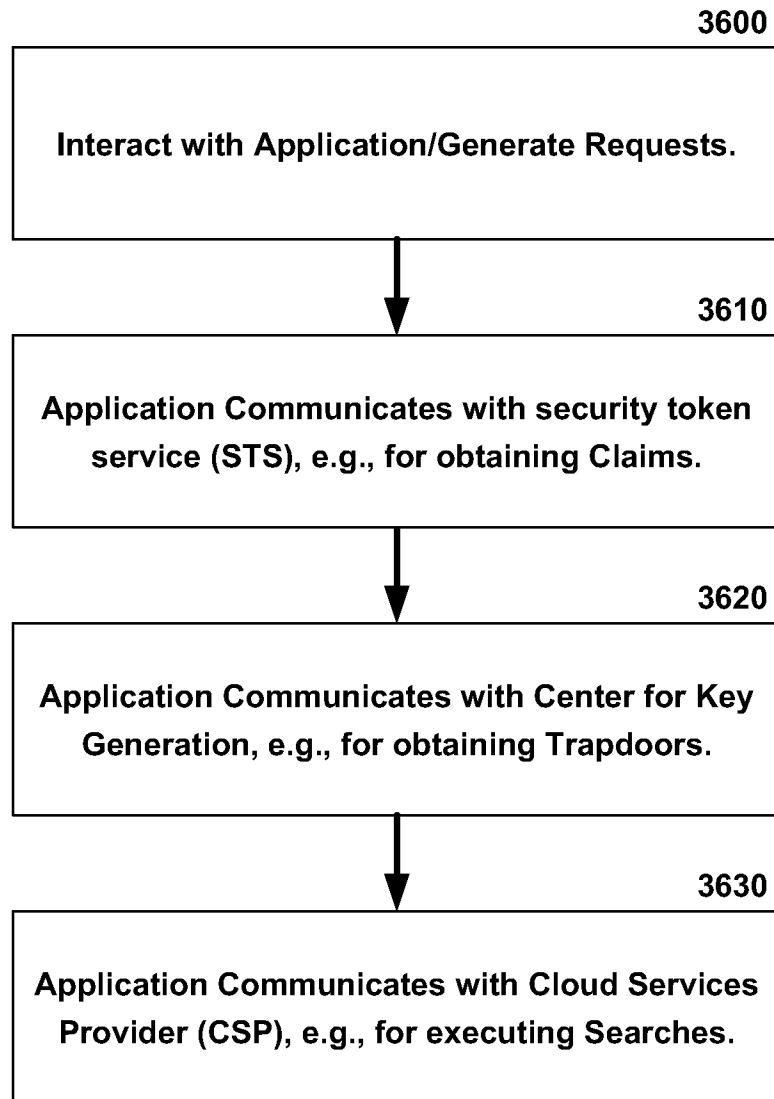 3600
Interact with Application/Generate Requests.
3610
Application Communicates with security token
service (STS), e.g., for obtaining Claims.
3620
Application Communicates with Center for Key
Generation, e.g., for obtaining Trapdoors.
3630
Application Communicates with Cloud Services
Provider (CSP), e.g., for executing Searches.